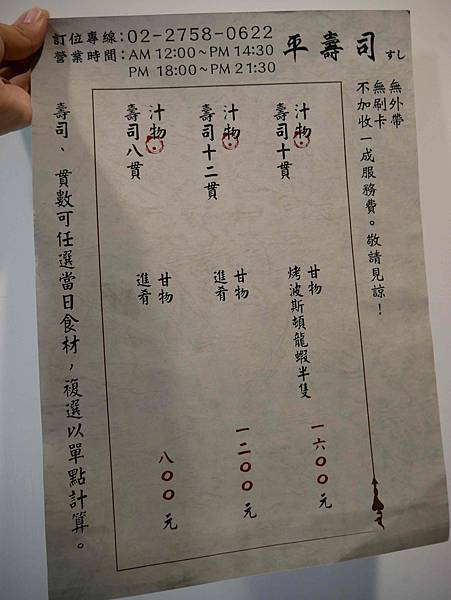 訂位專線:02-2758-0622
營業時間:AM 12:00~PM 14:30
PM 18:00~PM 21:30
平壽司 すし
無外帶
無刷卡
不加收一成服務費。敬請見諒!
汁物 甘物
壽司十貫 烤波斯頓龍蝦半隻 一六〇〇元
汁物 甘物
壽司十二貫 進肴 一二〇〇元
汁物 甘物
壽司八貫 進肴 八〇〇元
壽司、貫數可任選當日食材,複選以單點計算。